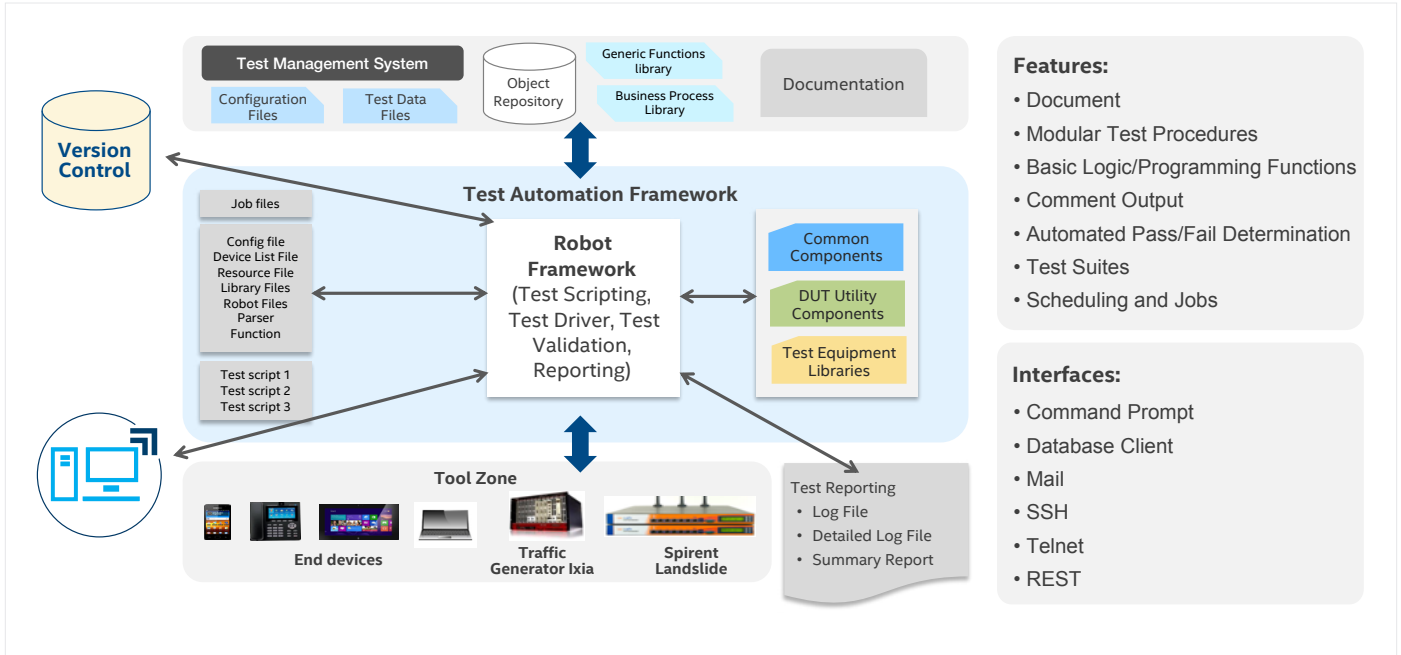 Test Management System
Configuration
Files
Test Data
Files
Object
Repository
Generic Functions
library
Business Process
Library
Documentation
Version
Control
Test Automation Framework
Job files
Config file
Device List File
Resource File
Library Files
Robot Files
Parser
Function
Test script 1
Test script 2
Test script 3
Robot
Framework
(Test Scripting,
Test Driver, Test
Validation,
Reporting)
Common
Components
DUT Utility
Components
Test Equipment
Libraries
Tool Zone
End devices
Traffic
Generator Ixia
Spirent
Landslide
Test Reporting
• Log File
• Detailed Log File
• Summary Report
Features:
• Document
• Modular Test Procedures
• Basic Logic/Programming Functions
• Comment Output
• Automated Pass/Fail Determination
• Test Suites
• Scheduling and Jobs
Interfaces:
• Command Prompt
• Database Client
• Mail
• SSH
• Telnet
• REST